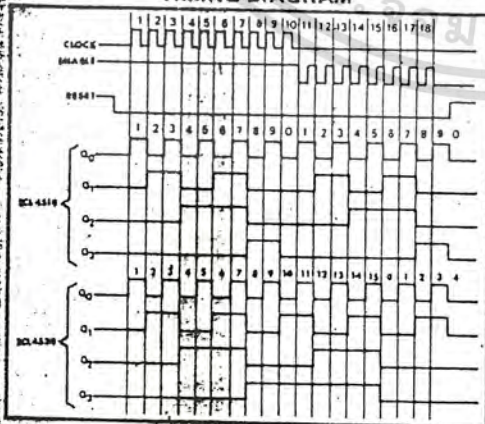 TIMING DIAGRAM
1 2 3 4 5 6 7 8 9 10 11 12 13 14 15 16 17 18
CLOCK
ENABLE
RESET
1 2 3 4 5 6 7 8 9 0 1 2 3 4 5 6 7 8 9 0
Q0
Q1
Q2
Q3
1 2 3 4 5 6 7 8 9 10 11 12 13 14 15 0 1 2 3 4
Q0
Q1
Q2
Q3